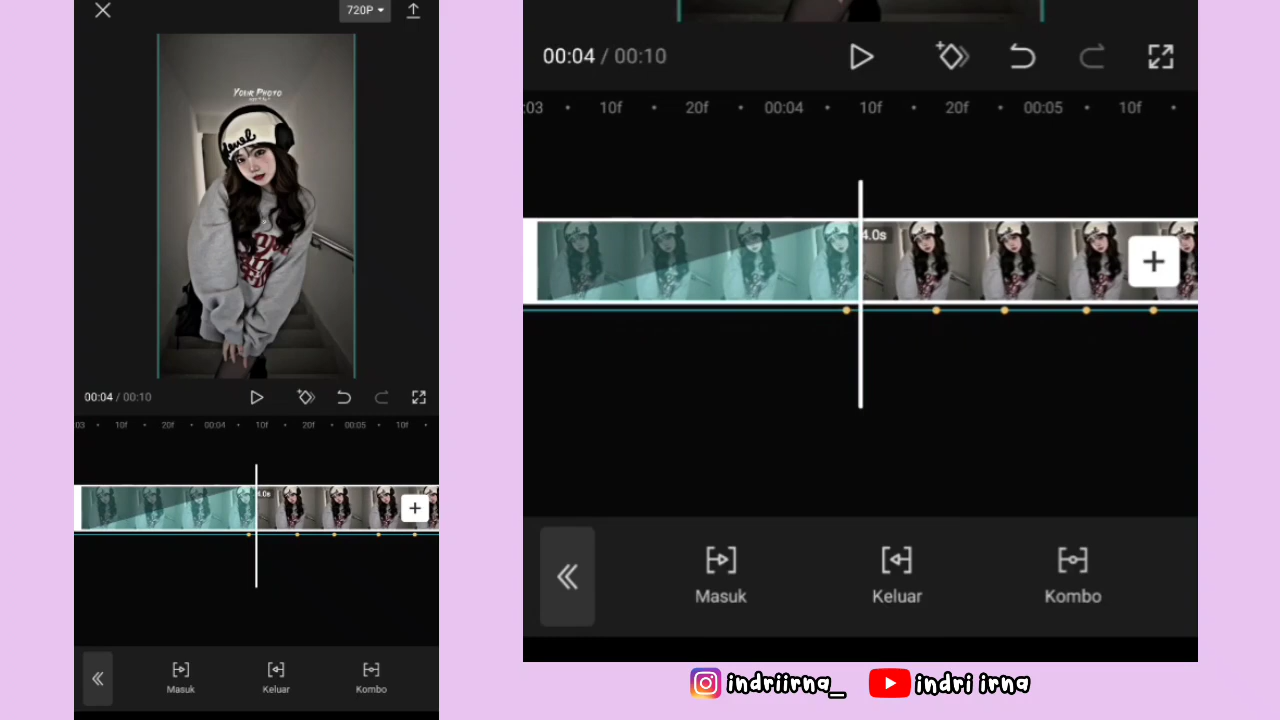 720P
YOUR PHOTO
00:04 / 00:10
:03 10f 20f 00:04 10f 20f 00:05 10f
4.0s
Masuk Keluar Kombo
00:04 / 00:10
:03 10f 20f 00:04 10f 20f 00:05 10f
4.0s
Masuk Keluar Kombo
indriirna_ indri irna